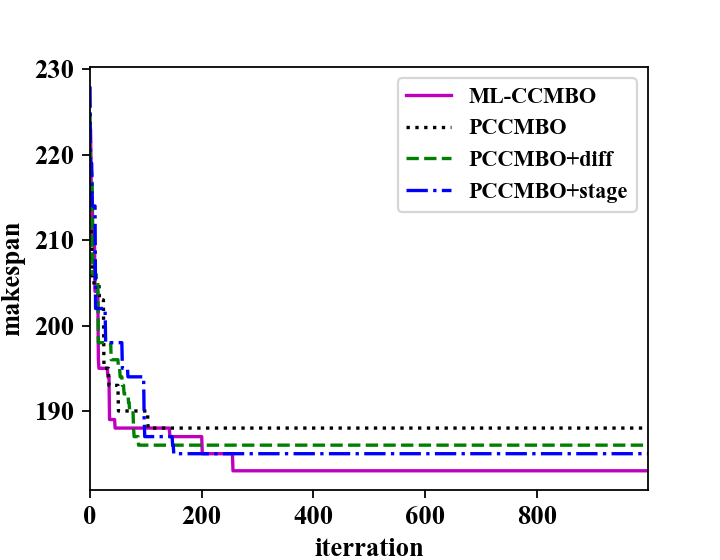 230
220
210
200
190
makespan
ML-CCMBO
PCCMBO
PCCMBO+diff
PCCMBO+stage
0 200 400 600 800
iterration